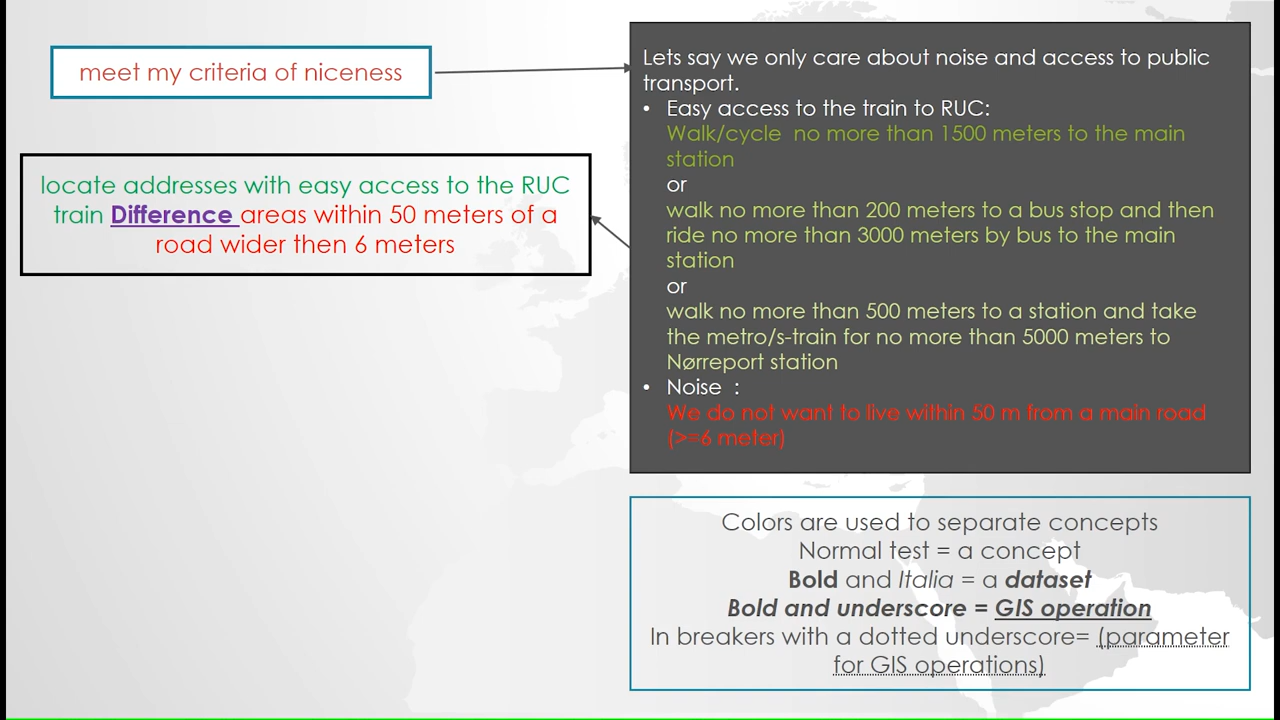 meet my criteria of niceness
locate addresses with easy access to the RUC
train Difference areas within 50 meters of a
road wider then 6 meters
Lets say we only care about noise and access to public
transport.
• Easy access to the train to RUC:
Walk/cycle no more than 1500 meters to the main
station
or
walk no more than 200 meters to a bus stop and then
ride no more than 3000 meters by bus to the main
station
or
walk no more than 500 meters to a station and take
the metro/s-train for no more than 5000 meters to
Nørreport station
• Noise :
We do not want to live within 50 m from a main road
(>=6 meter)
Colors are used to separate concepts
Normal test = a concept
Bold and Italia = a dataset
Bold and underscore = GIS operation
In breakers with a dotted underscore= (parameter
for GIS operations)